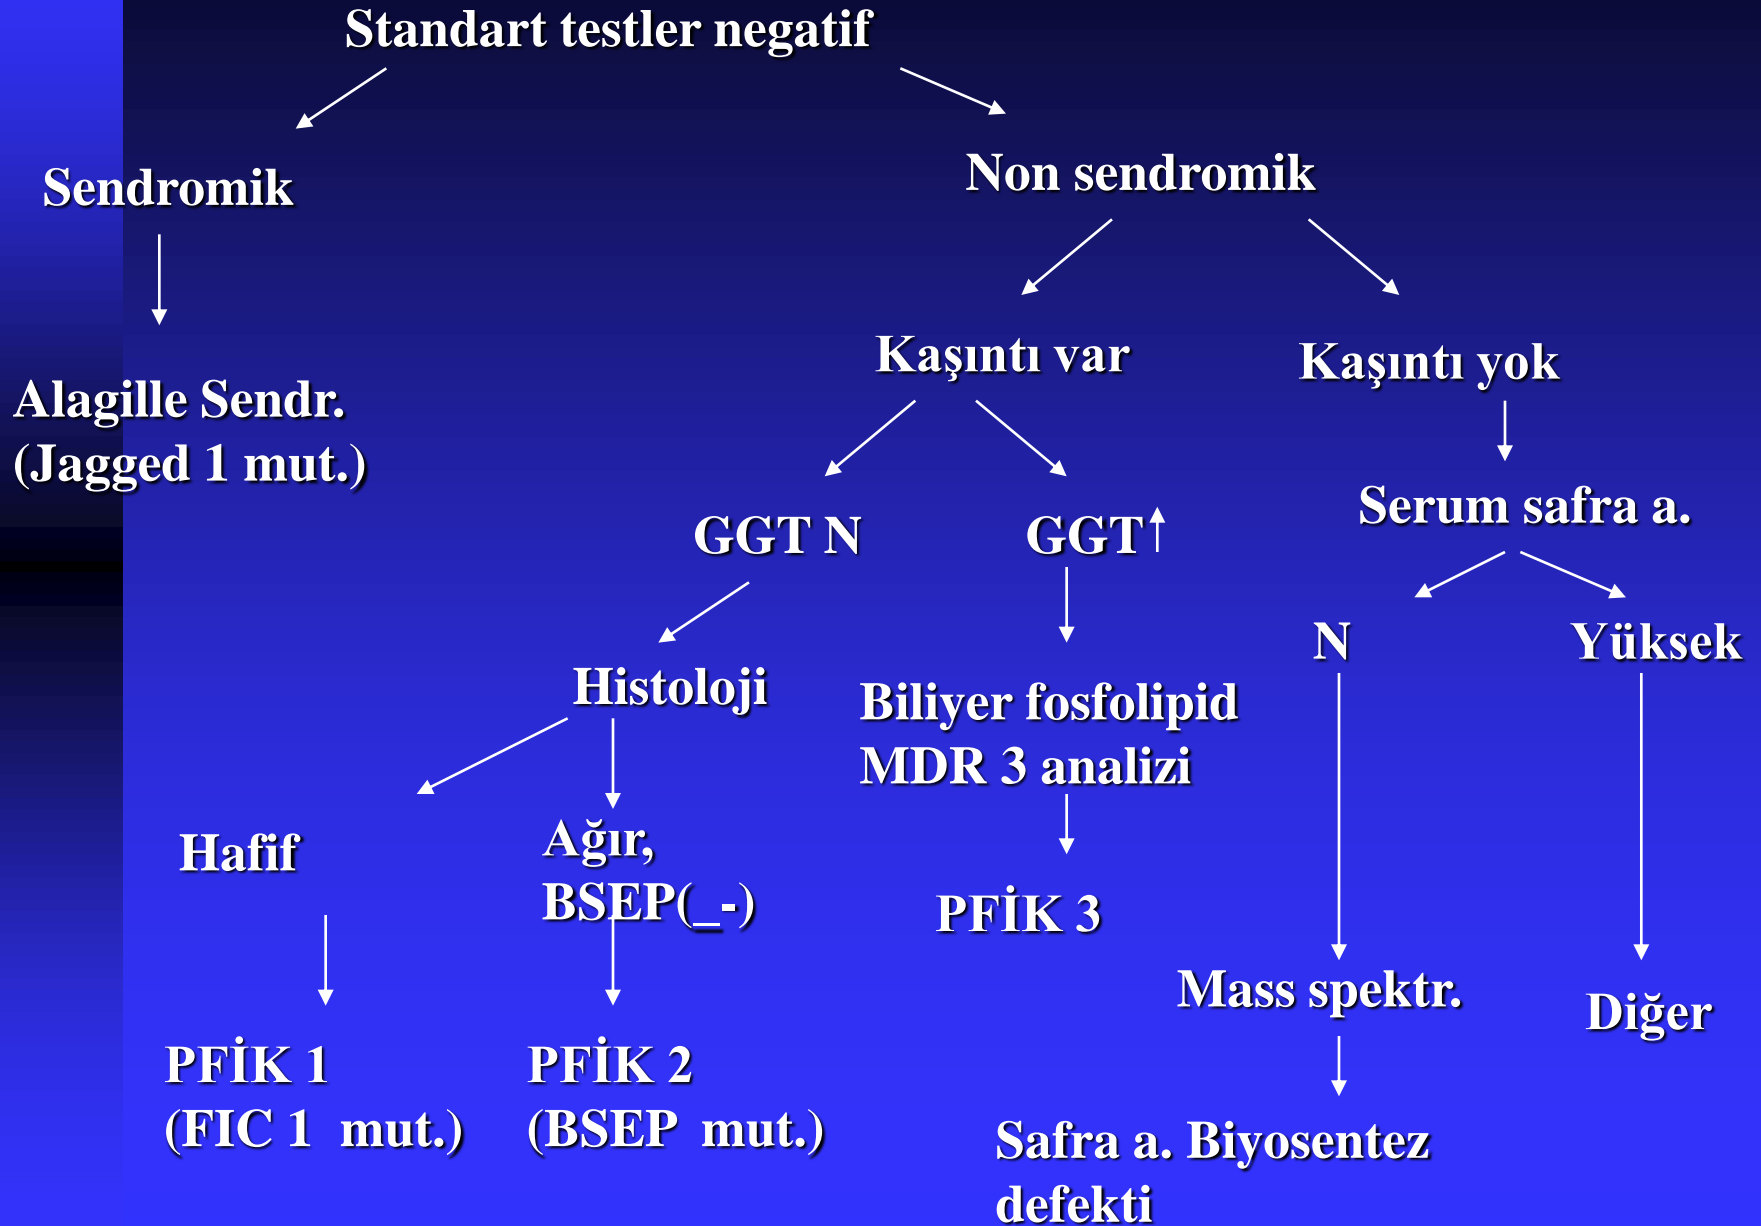 Standart testler negatif
Sendromik
Non sendromik
Alagille Sendr.
(Jagged 1 mut.)
Kaşıntı var
Kaşıntı yok
GGT N
GGT↑
Serum safra a.
Histoloji
Biliyer fosfolipid
MDR 3 analizi
N
Yüksek
Hafif
Ağır,
BSEP(_-)
PFİK 3
Mass spektr.
Diğer
PFİK 1
(FIC 1 mut.)
PFİK 2
(BSEP mut.)
Safra a. Biyosentez
defekti